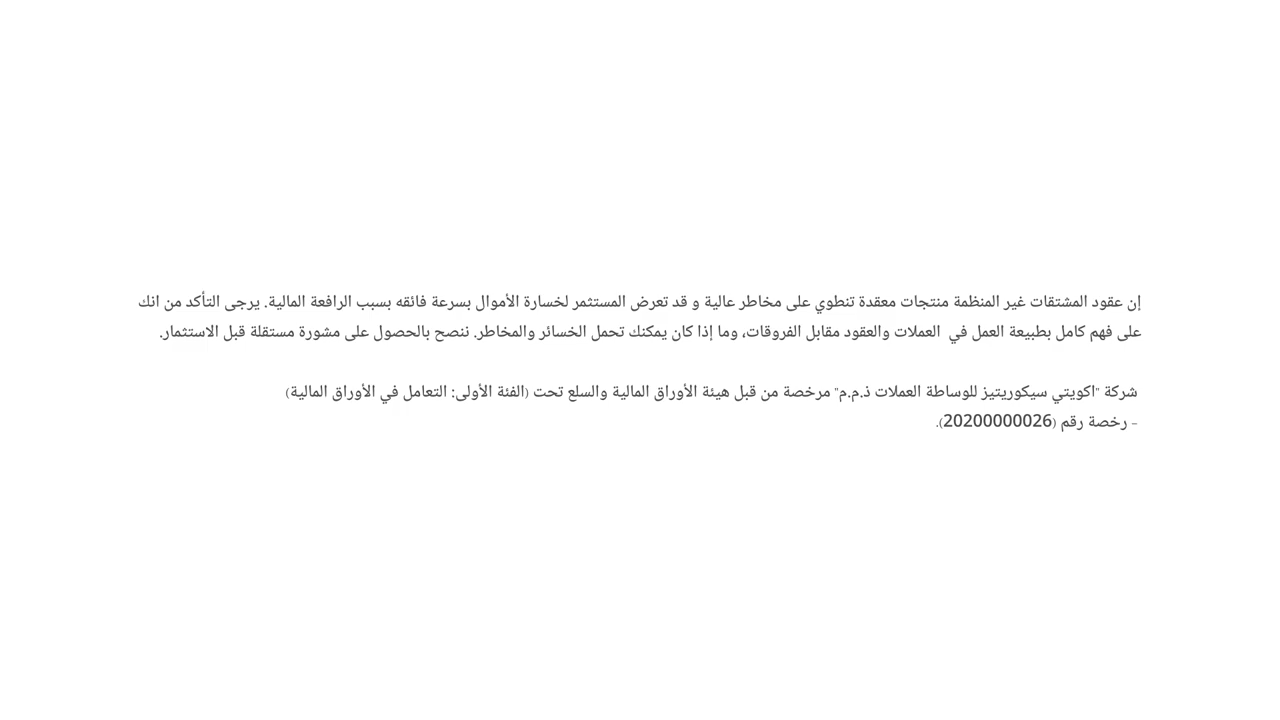 إن عقود المشتقات غير المنظمة منتجات معقدة تنطوي على مخاطر عالية و قد تعرض المستثمر لخسارة الأموال بسرعة فائقه بسبب الرافعة المالية. يرجى التأكد من انك
على فهم كامل بطبيعة العمل في العملات والعقود مقابل الفروقات، وما إذا كان يمكنك تحمل الخسائر والمخاطر. ننصح بالحصول على مشورة مستقلة قبل الاستثمار.
شركة "اكويتي سيكوريتيز للوساطة العملات ذ.م.م" مرخصة من قبل هيئة الأوراق المالية والسلع تحت (الفئة الأولى: التعامل في الأوراق المالية)
– رخصة رقم (20200000026).